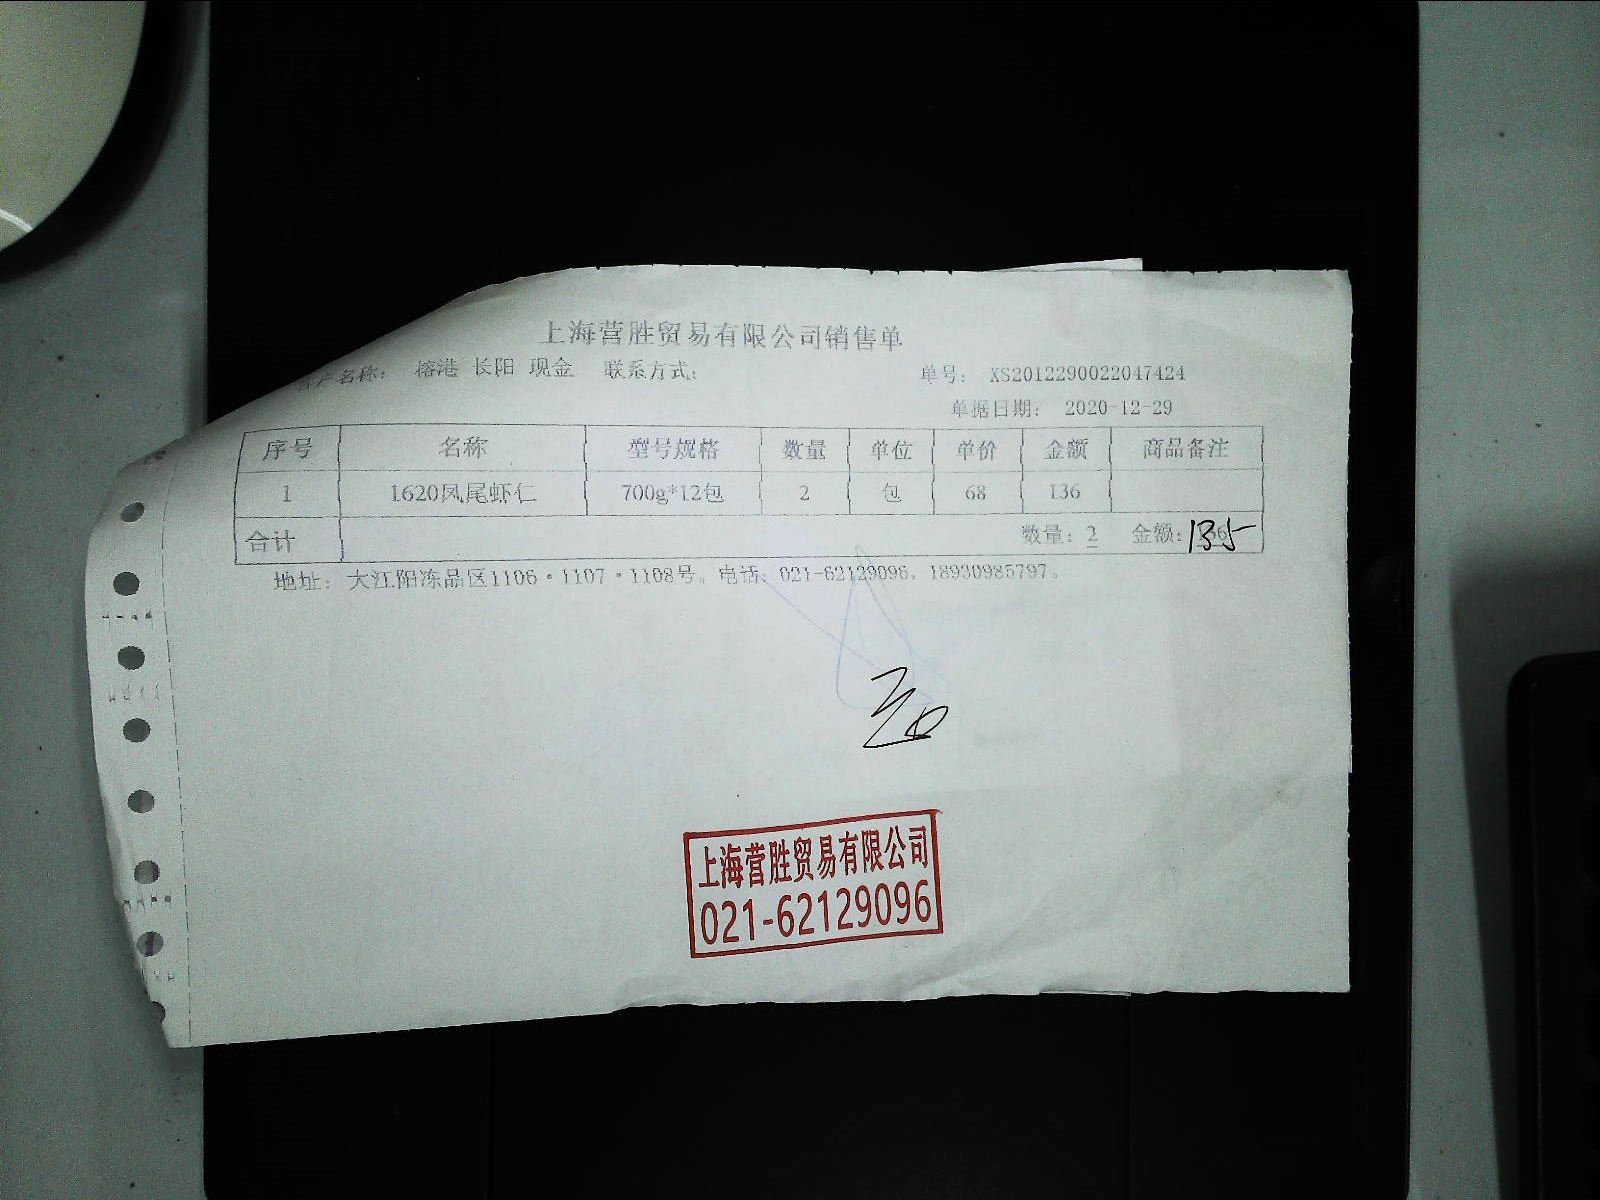 上海营胜贸易有限公司销售单
客户名称： 榕港 长阳 现金 联系方式： 单号： XS2012290022047424
单据日期： 2020-12-29
序号 名称 型号规格 数量 单位 单价 金额 商品备注
1 1620凤尾虾仁 700g*12包 2 包 68 136
合计 数量：2 金额：135
地址： 大江阳冻品区1106·1107·1108号。电话：021-62129096，18930985797。
上海营胜贸易有限公司
021-62129096